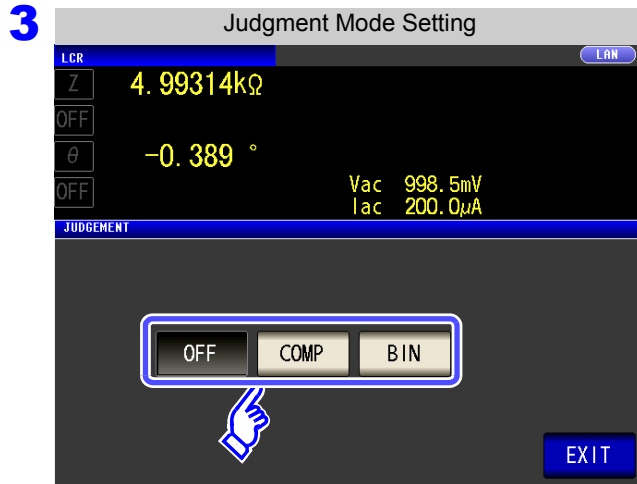 3
Judgment Mode Setting
LCR
LAN
Z 4.99314kΩ
OFF
θ -0.389 °
OFF
Vac 998.5mV
Iac 200.0μA
JUDGEMENT
OFF COMP BIN
EXIT